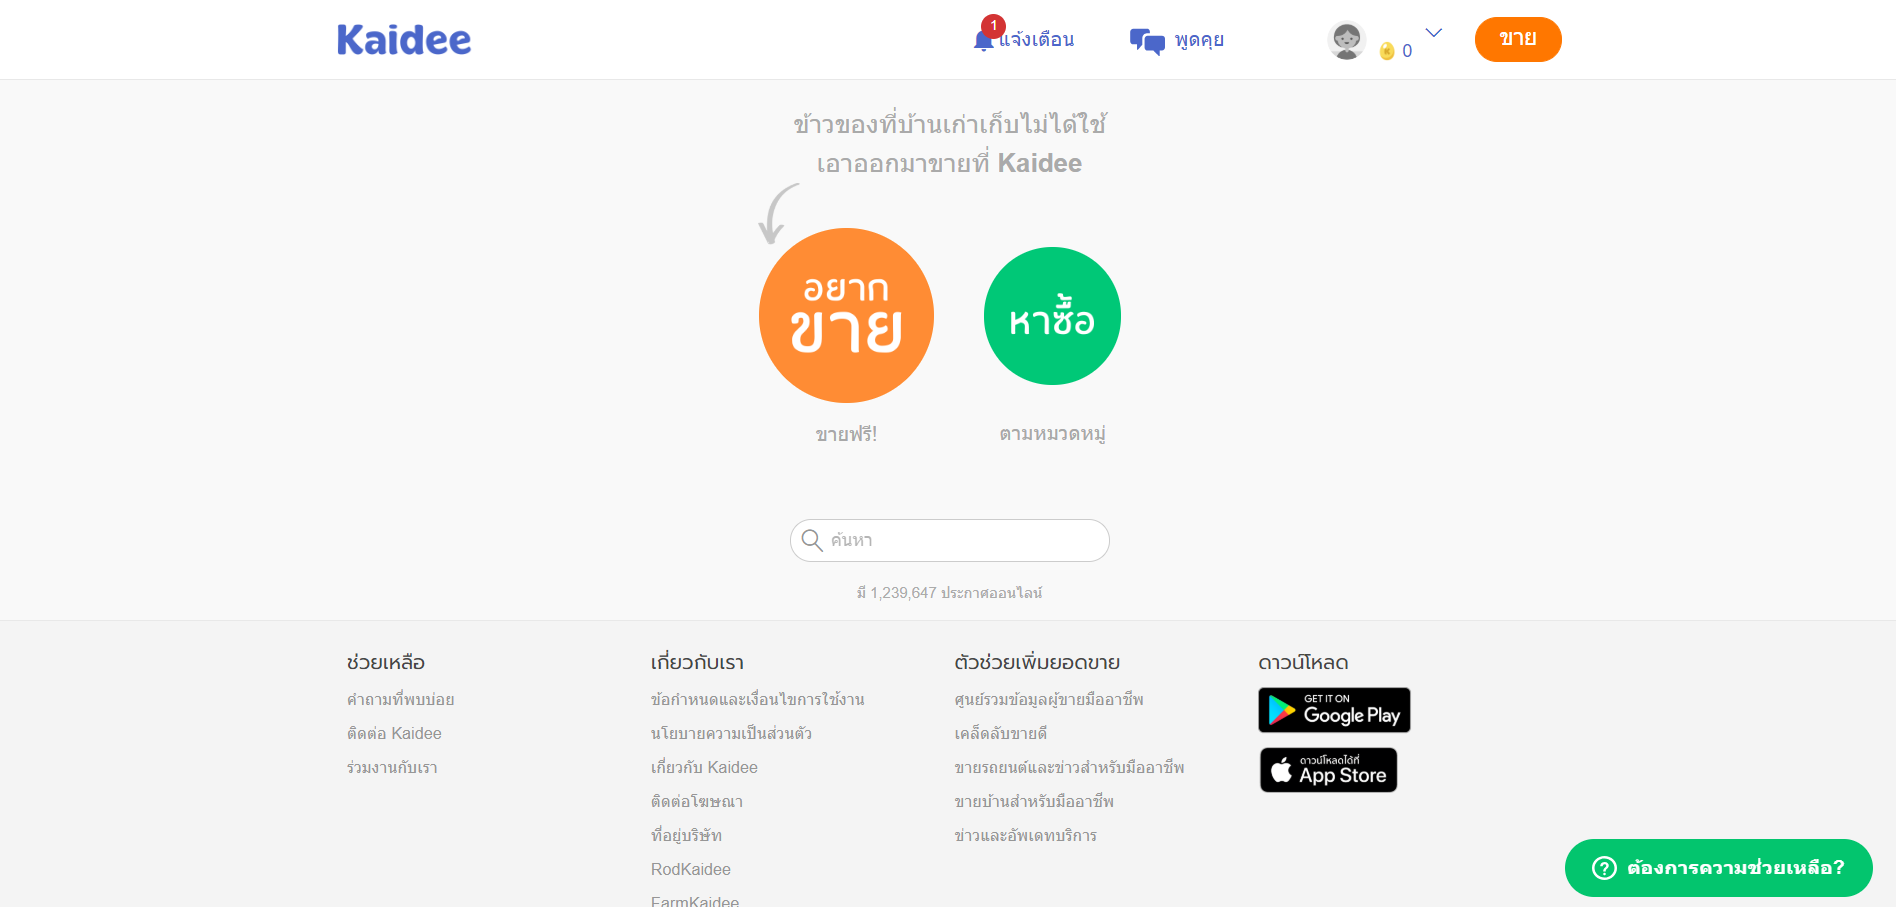 Kaidee
1
แจ้งเตือน
พูดคุย
0
ขาย
ข้าวของที่บ้านเก่าเก็บไม่ได้ใช้
เอาออกมาขายที่ Kaidee
อยาก
ขาย
หาซื้อ
ขายฟรี!
ตามหมวดหมู่
ค้นหา
มี 1,239,647 ประกาศออนไลน์
ช่วยเหลือ
คำถามที่พบบ่อย
ติดต่อ Kaidee
ร่วมงานกับเรา
เกี่ยวกับเรา
ข้อกำหนดและเงื่อนไขการใช้งาน
นโยบายความเป็นส่วนตัว
เกี่ยวกับ Kaidee
ติดต่อโฆษณา
ที่อยู่บริษัท
RodKaidee
FarmKaidee
ตัวช่วยเพิ่มยอดขาย
ศูนย์รวมข้อมูลผู้ขายมืออาชีพ
เคล็ดลับขายดี
ขายรถยนต์และข่าวสำหรับมืออาชีพ
ขายบ้านสำหรับมืออาชีพ
ข่าวและอัพเดทบริการ
ดาวน์โหลด
GET IT ON
Google Play
ดาวน์โหลดได้ที่
App Store
ต้องการความช่วยเหลือ?